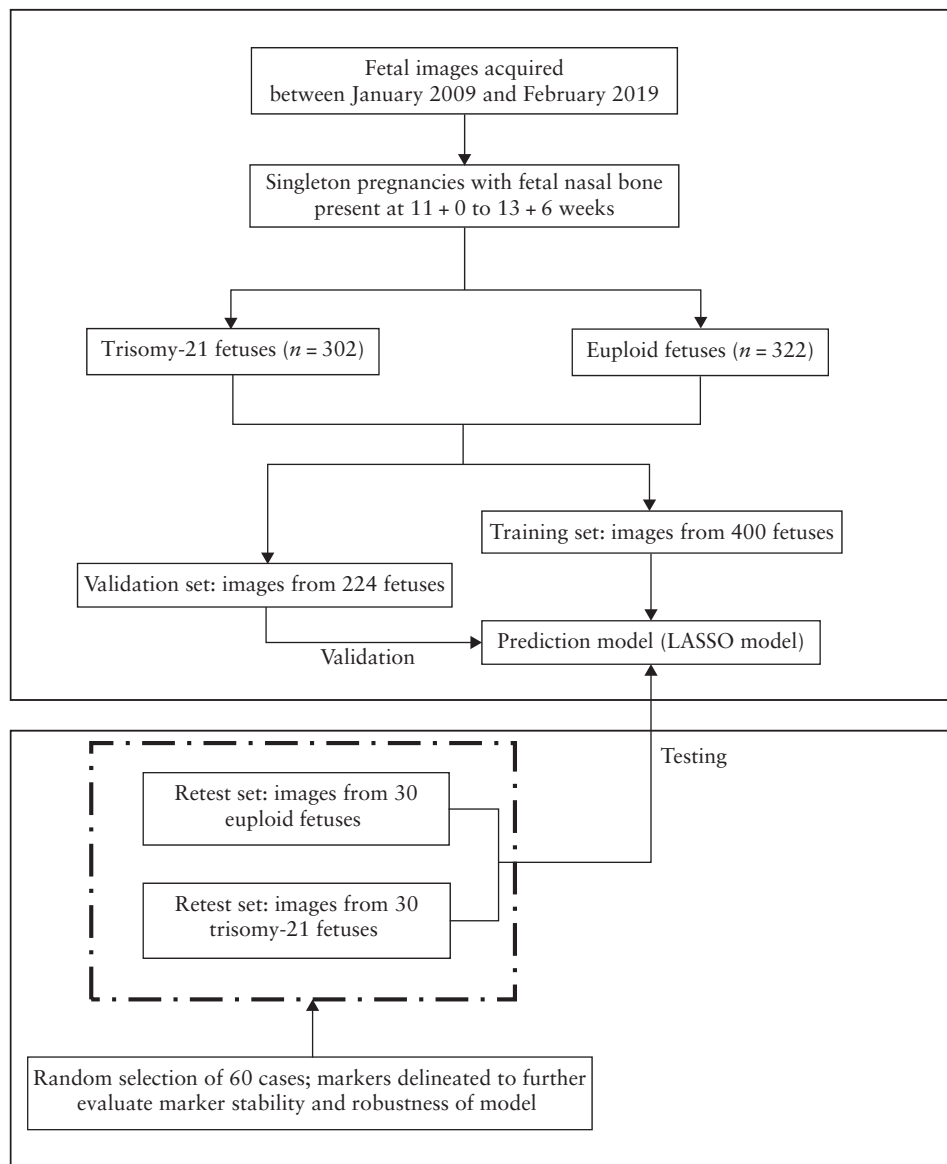 Fetal images acquired
between January 2009 and February 2019
Singleton pregnancies with fetal nasal bone
present at 11 + 0 to 13 + 6 weeks
Trisomy-21 fetuses (n = 302)
Euploid fetuses (n = 322)
Training set: images from 400 fetuses
Validation set: images from 224 fetuses
Prediction model (LASSO model)
Validation
Testing
Retest set: images from 30
euploid fetuses
Retest set: images from 30
trisomy-21 fetuses
Random selection of 60 cases; markers delineated to further
evaluate marker stability and robustness of model